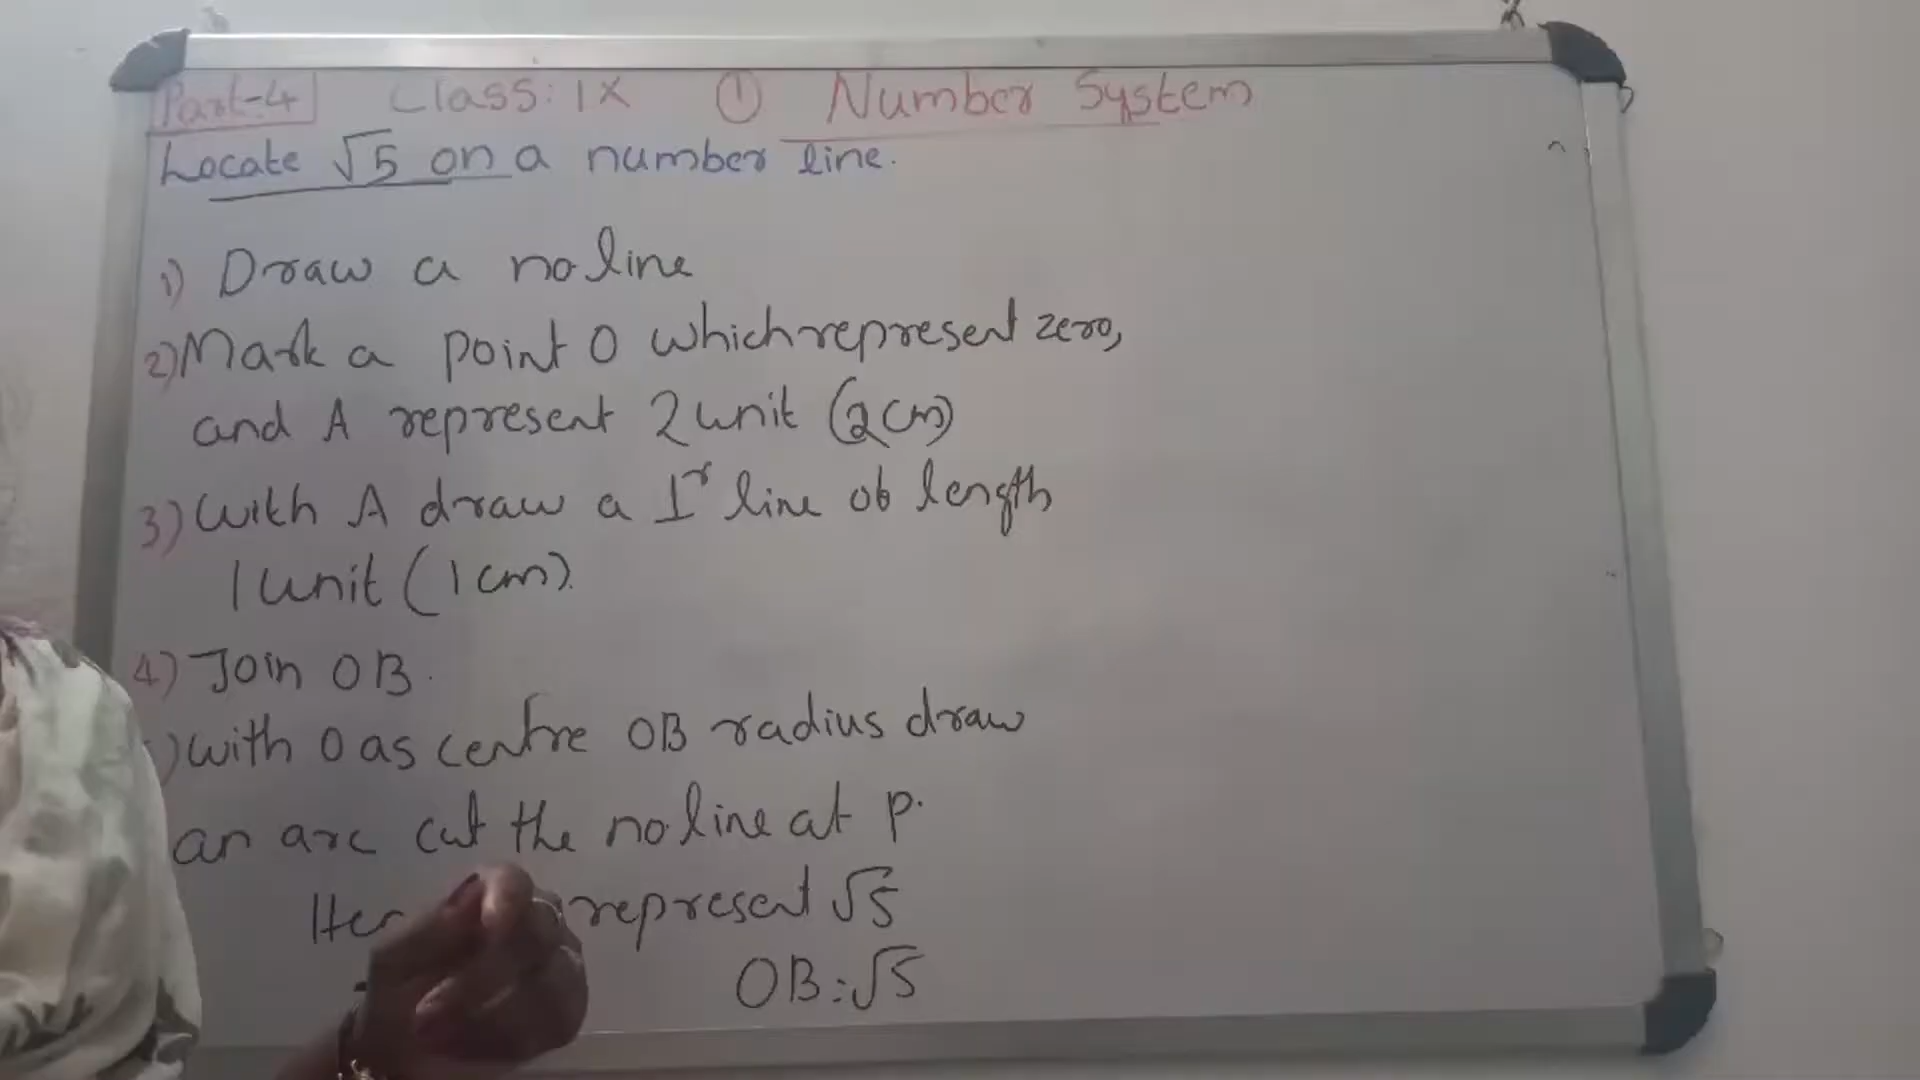 Part-4 Class: IX ① Number System
Locate √5 on a number line.
1) Draw a no line
2) Mark a point O which represent zero,
and A represent 2 unit (2cm)
3) With A draw a ⊥r line of length
1 unit (1cm).
4) Join OB.
) with O as centre OB radius draw
an arc cut the no. line at P.
represent √5
OB = √5